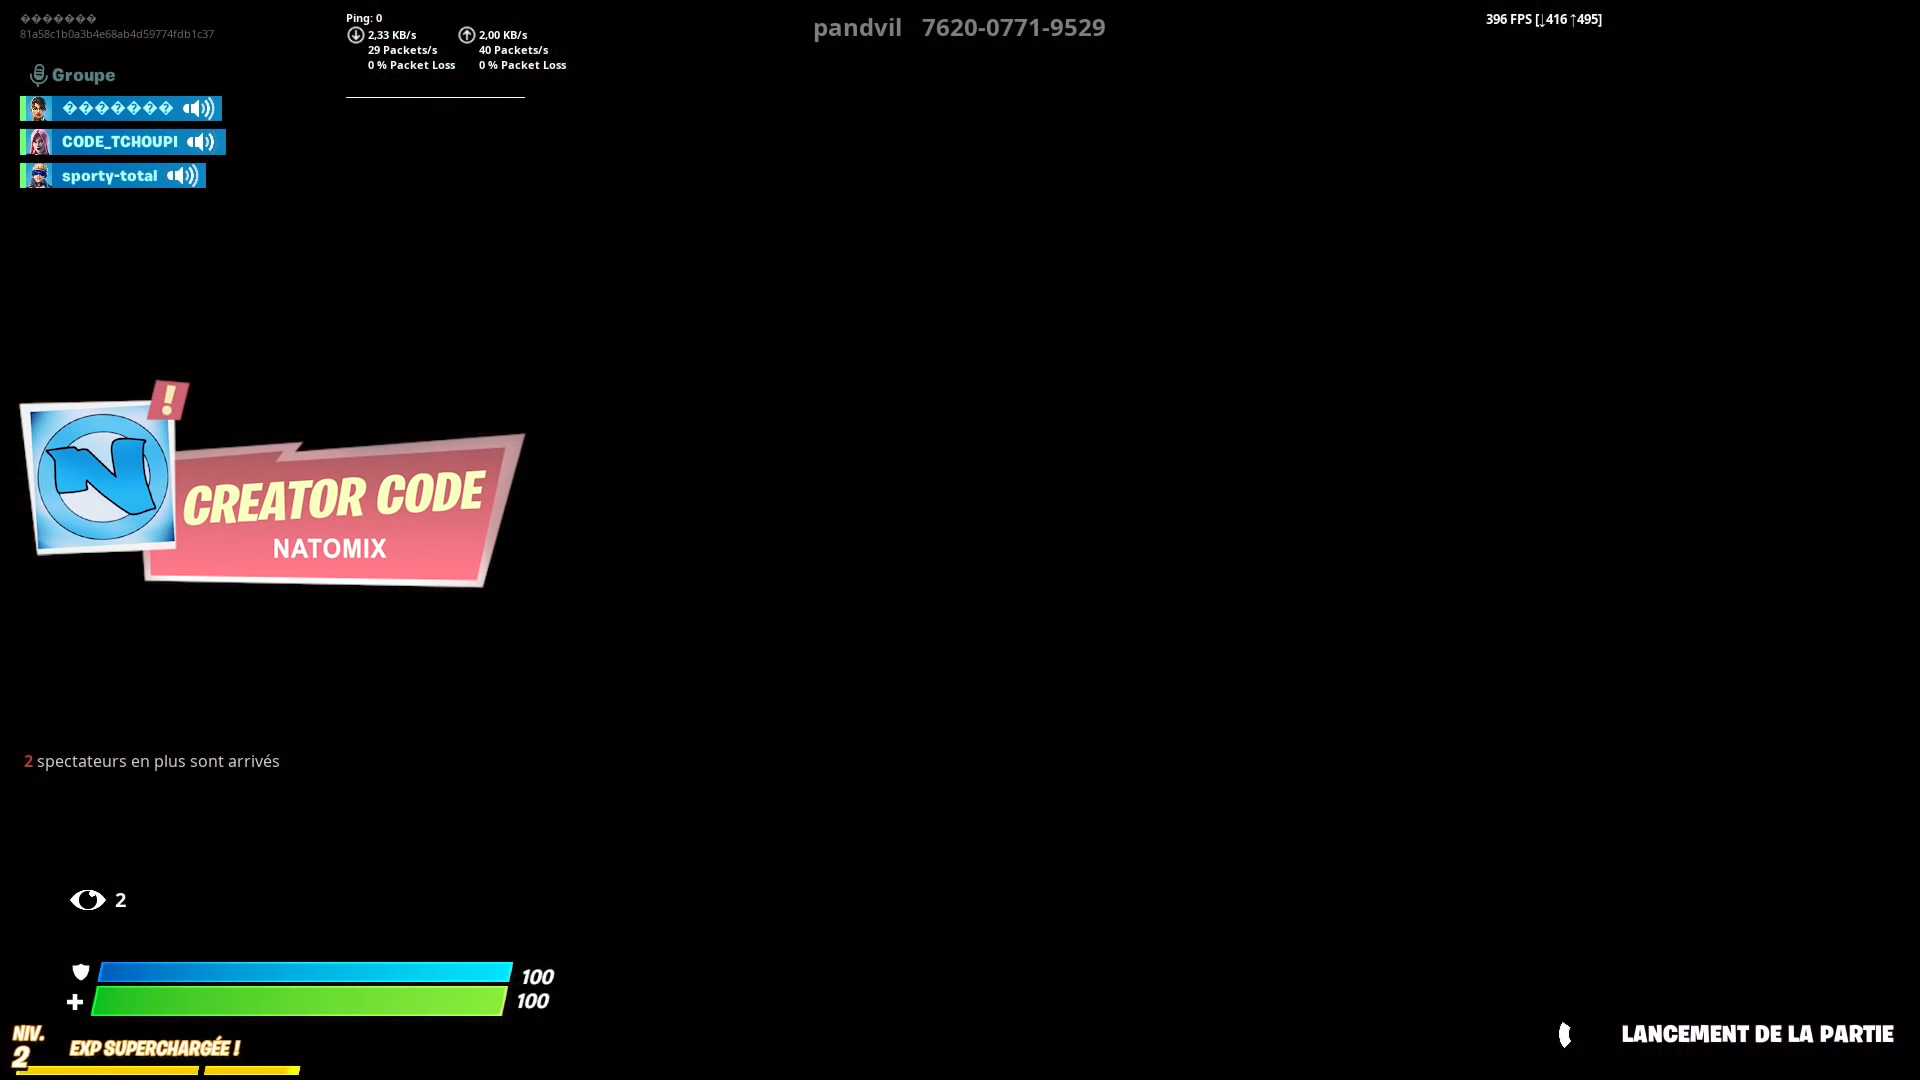 81a58c1b0a3b4e68ab4d59774fdb1c37
Ping: 0
2,33 KB/s
29 Packets/s
0 % Packet Loss
2,00 KB/s
40 Packets/s
0 % Packet Loss
pandvil 7620-0771-9529
396 FPS [↓416 ↑495]
Groupe
CODE_TCHOUPI
sporty-total
!
N
CREATOR CODE
NATOMIX
2 spectateurs en plus sont arrivés
2
100
100
NIV.
2
EXP SUPERCHARGÉE !
LANCEMENT DE LA PARTIE